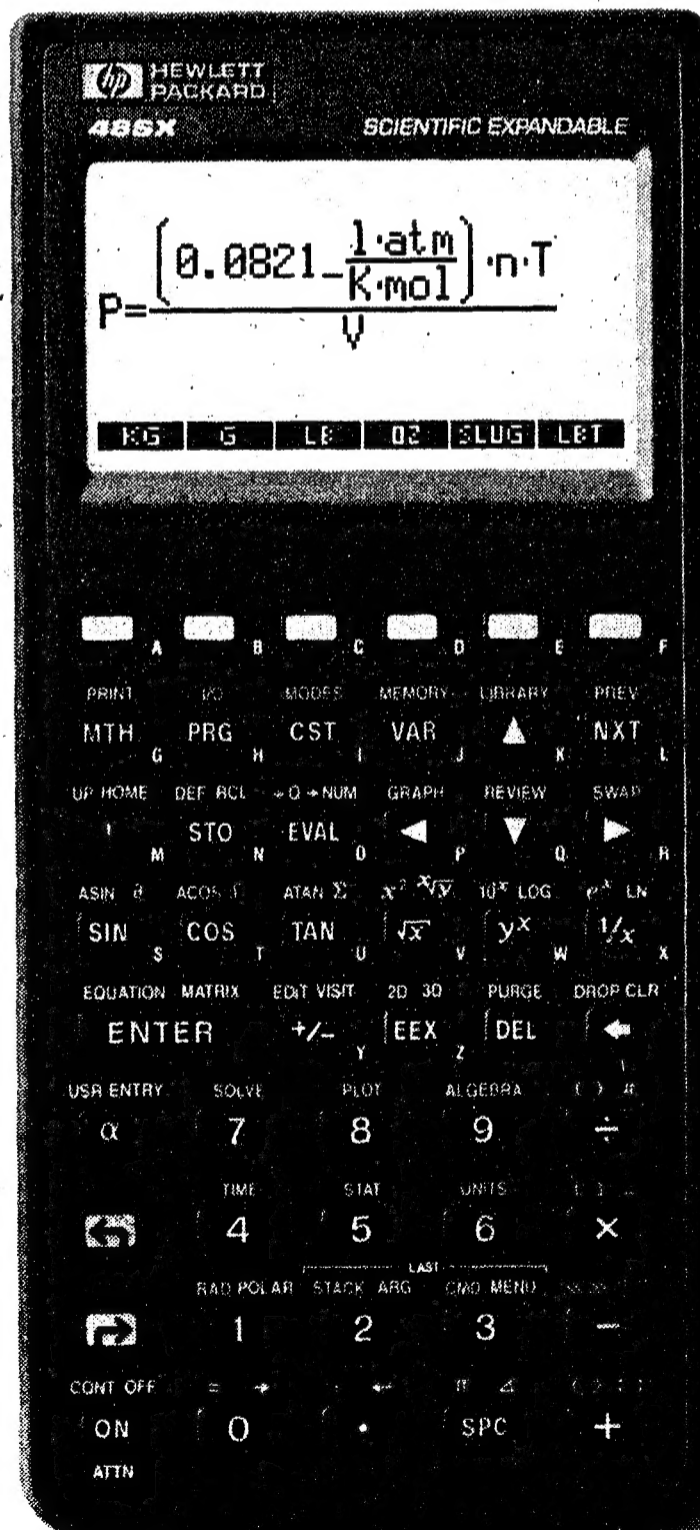 hp HEWLETT
PACKARD
48SX SCIENTIFIC EXPANDABLE
P=(0.0821_l·atm/K·mol)·n·T/V
KG G LB OZ SLUG LBT
A B C D E F
PRINT I/O MODES MEMORY LIBRARY PREV
MTH G PRG H CST I VAR J ▲ K NXT L
UP HOME DEF RCL →Q →NUM GRAPH REVIEW SWAP
' M STO N EVAL O ◀ P ▼ Q ▶ R
ASIN ∂ ACOS ∫ ATAN Σ x² ˣ√y 10ˣ LOG eˣ LN
SIN S COS T TAN U √x V yˣ W 1/x X
EQUATION MATRIX EDIT VISIT 2D 3D PURGE DROP CLR
ENTER +/- Y EEX Z DEL ⬅
USR ENTRY SOLVE PLOT ALGEBRA ( ) #
α 7 8 9 ÷
TIME STAT UNITS
4 5 6 ×
LAST
RAD POLAR STACK ARG CMD MENU
1 2 3 −
CONT OFF = → π ∠
ON 0 . SPC +
ATTN